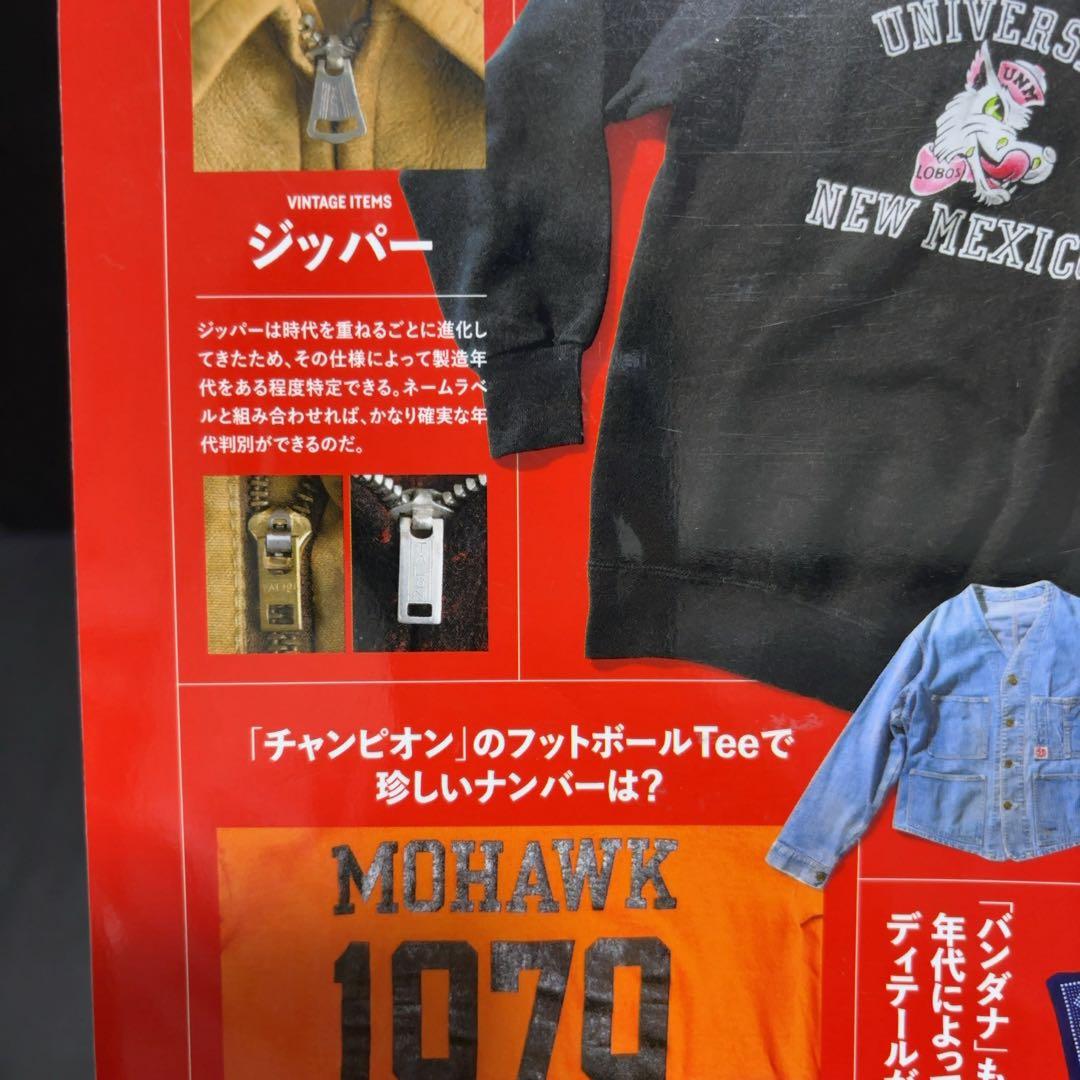 VINTAGE ITEMS
ジッパー
ジッパーは時代を重ねるごとに進化し
てきたため、その仕様によって製造年
代をある程度特定できる。ネームラベ
ルと組み合わせれば、かなり確実な年
代判別ができるのだ。
TALON
UNIVERSI
UNM
LOBOS
NEW MEXICO
「チャンピオン」のフットボールTeeで
珍しいナンバーは?
MOHAWK
1979
「バンダナ」も
年代によって
ディテールが